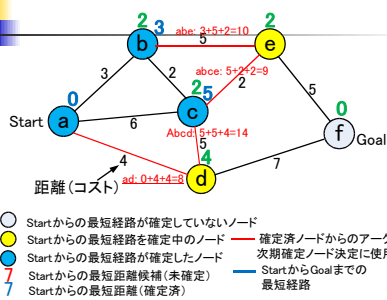 2
2
abe: 3+5+2=10
3
5
b
e
abce: 5+2+2=9
3
2
2
5
0
2
5
0
Start
a
6
c
f
Goal
Abcd: 5+5+4=14
5
4
4
7
距離(コスト)
ad: 0+4+4=8
d
Startからの最短経路が確定していないノード
Startからの最短経路を確定中のノード
確定済ノードからのアーク
Startからの最短経路が確定したノード
次期確定ノード決定に使用
7 Startからの最短距離候補(未確定)
StartからGoalまでの
7 Startからの最短距離(確定済)
最短経路